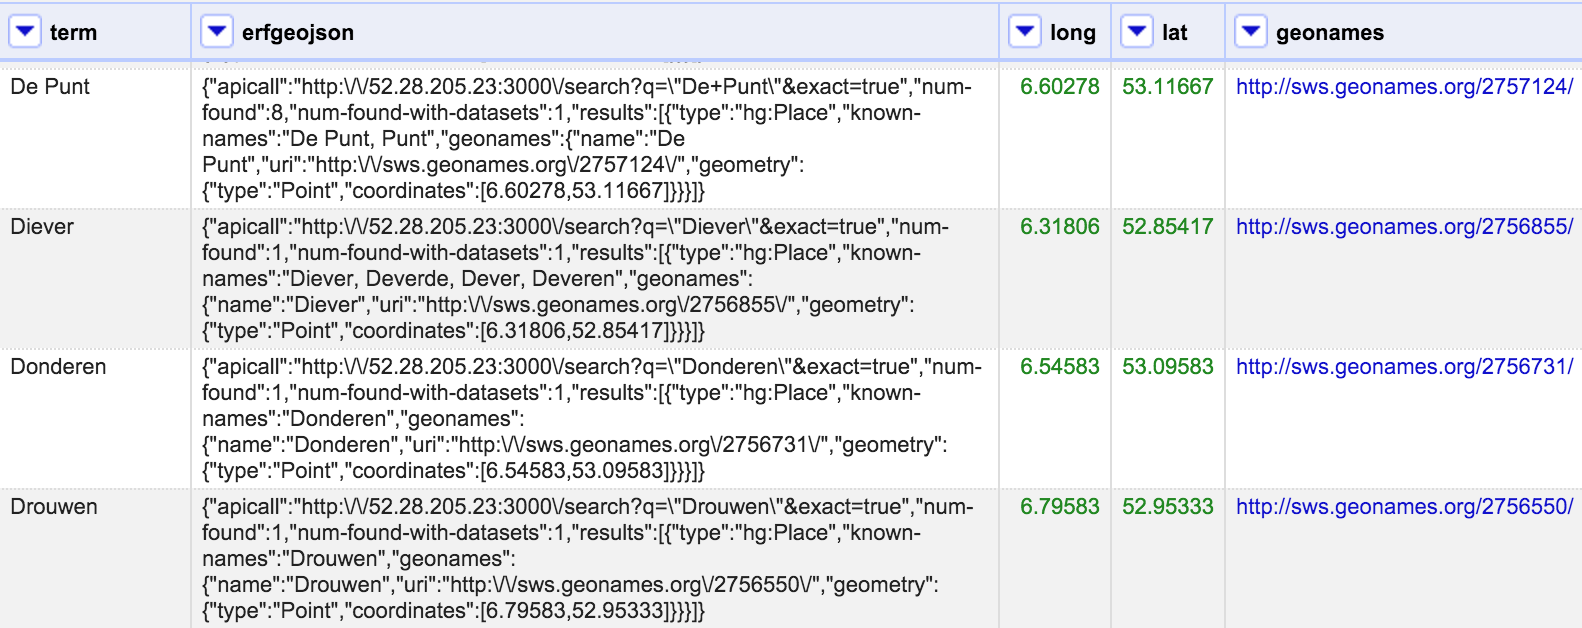 term erfgeojson long lat geonames
De Punt {"apicall":"http:\/\/52.28.205.23:3000\/search?q=\"De+Punt\"&exact=true","num- 6.60278 53.11667 http://sws.geonames.org/2757124/
found":8,"num-found-with-datasets":1,"results":[{"type":"hg:Place","known-
names":"De Punt, Punt","geonames":{"name":"De
Punt","uri":"http:\/\/sws.geonames.org\/2757124\/","geometry":
{"type":"Point","coordinates":[6.60278,53.11667]}}}]}
Diever {"apicall":"http:\/\/52.28.205.23:3000\/search?q=\"Diever\"&exact=true","num- 6.31806 52.85417 http://sws.geonames.org/2756855/
found":1,"num-found-with-datasets":1,"results":[{"type":"hg:Place","known-
names":"Diever, Deverde, Dever, Deveren","geonames":
{"name":"Diever","uri":"http:\/\/sws.geonames.org\/2756855\/","geometry":
{"type":"Point","coordinates":[6.31806,52.85417]}}}]}
Donderen {"apicall":"http:\/\/52.28.205.23:3000\/search?q=\"Donderen\"&exact=true","num- 6.54583 53.09583 http://sws.geonames.org/2756731/
found":1,"num-found-with-datasets":1,"results":[{"type":"hg:Place","known-
names":"Donderen","geonames":
{"name":"Donderen","uri":"http:\/\/sws.geonames.org\/2756731\/","geometry":
{"type":"Point","coordinates":[6.54583,53.09583]}}}]}
Drouwen {"apicall":"http:\/\/52.28.205.23:3000\/search?q=\"Drouwen\"&exact=true","num- 6.79583 52.95333 http://sws.geonames.org/2756550/
found":1,"num-found-with-datasets":1,"results":[{"type":"hg:Place","known-
names":"Drouwen","geonames":
{"name":"Drouwen","uri":"http:\/\/sws.geonames.org\/2756550\/","geometry":
{"type":"Point","coordinates":[6.79583,52.95333]}}}]}